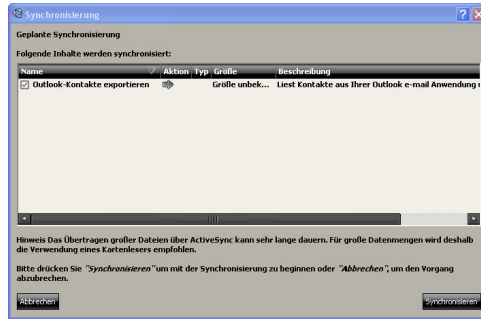 Synchronisierung
Geplante Synchronisierung
Folgende Inhalte werden synchronisiert:
Name Aktion Typ Größe Beschreibung
Outlook-Kontakte exportieren Größe unbek... Liest Kontakte aus Ihrer Outlook e-mail Anwendung
Hinweis Das Übertragen großer Dateien über ActiveSync kann sehr lange dauern. Für große Datenmengen wird deshalb
die Verwendung eines Kartenlesers empfohlen.
Bitte drücken Sie "Synchronisieren" um mit der Synchronisierung zu beginnen oder "Abbrechen", um den Vorgang
abzubrechen.
Abbrechen Synchronisieren